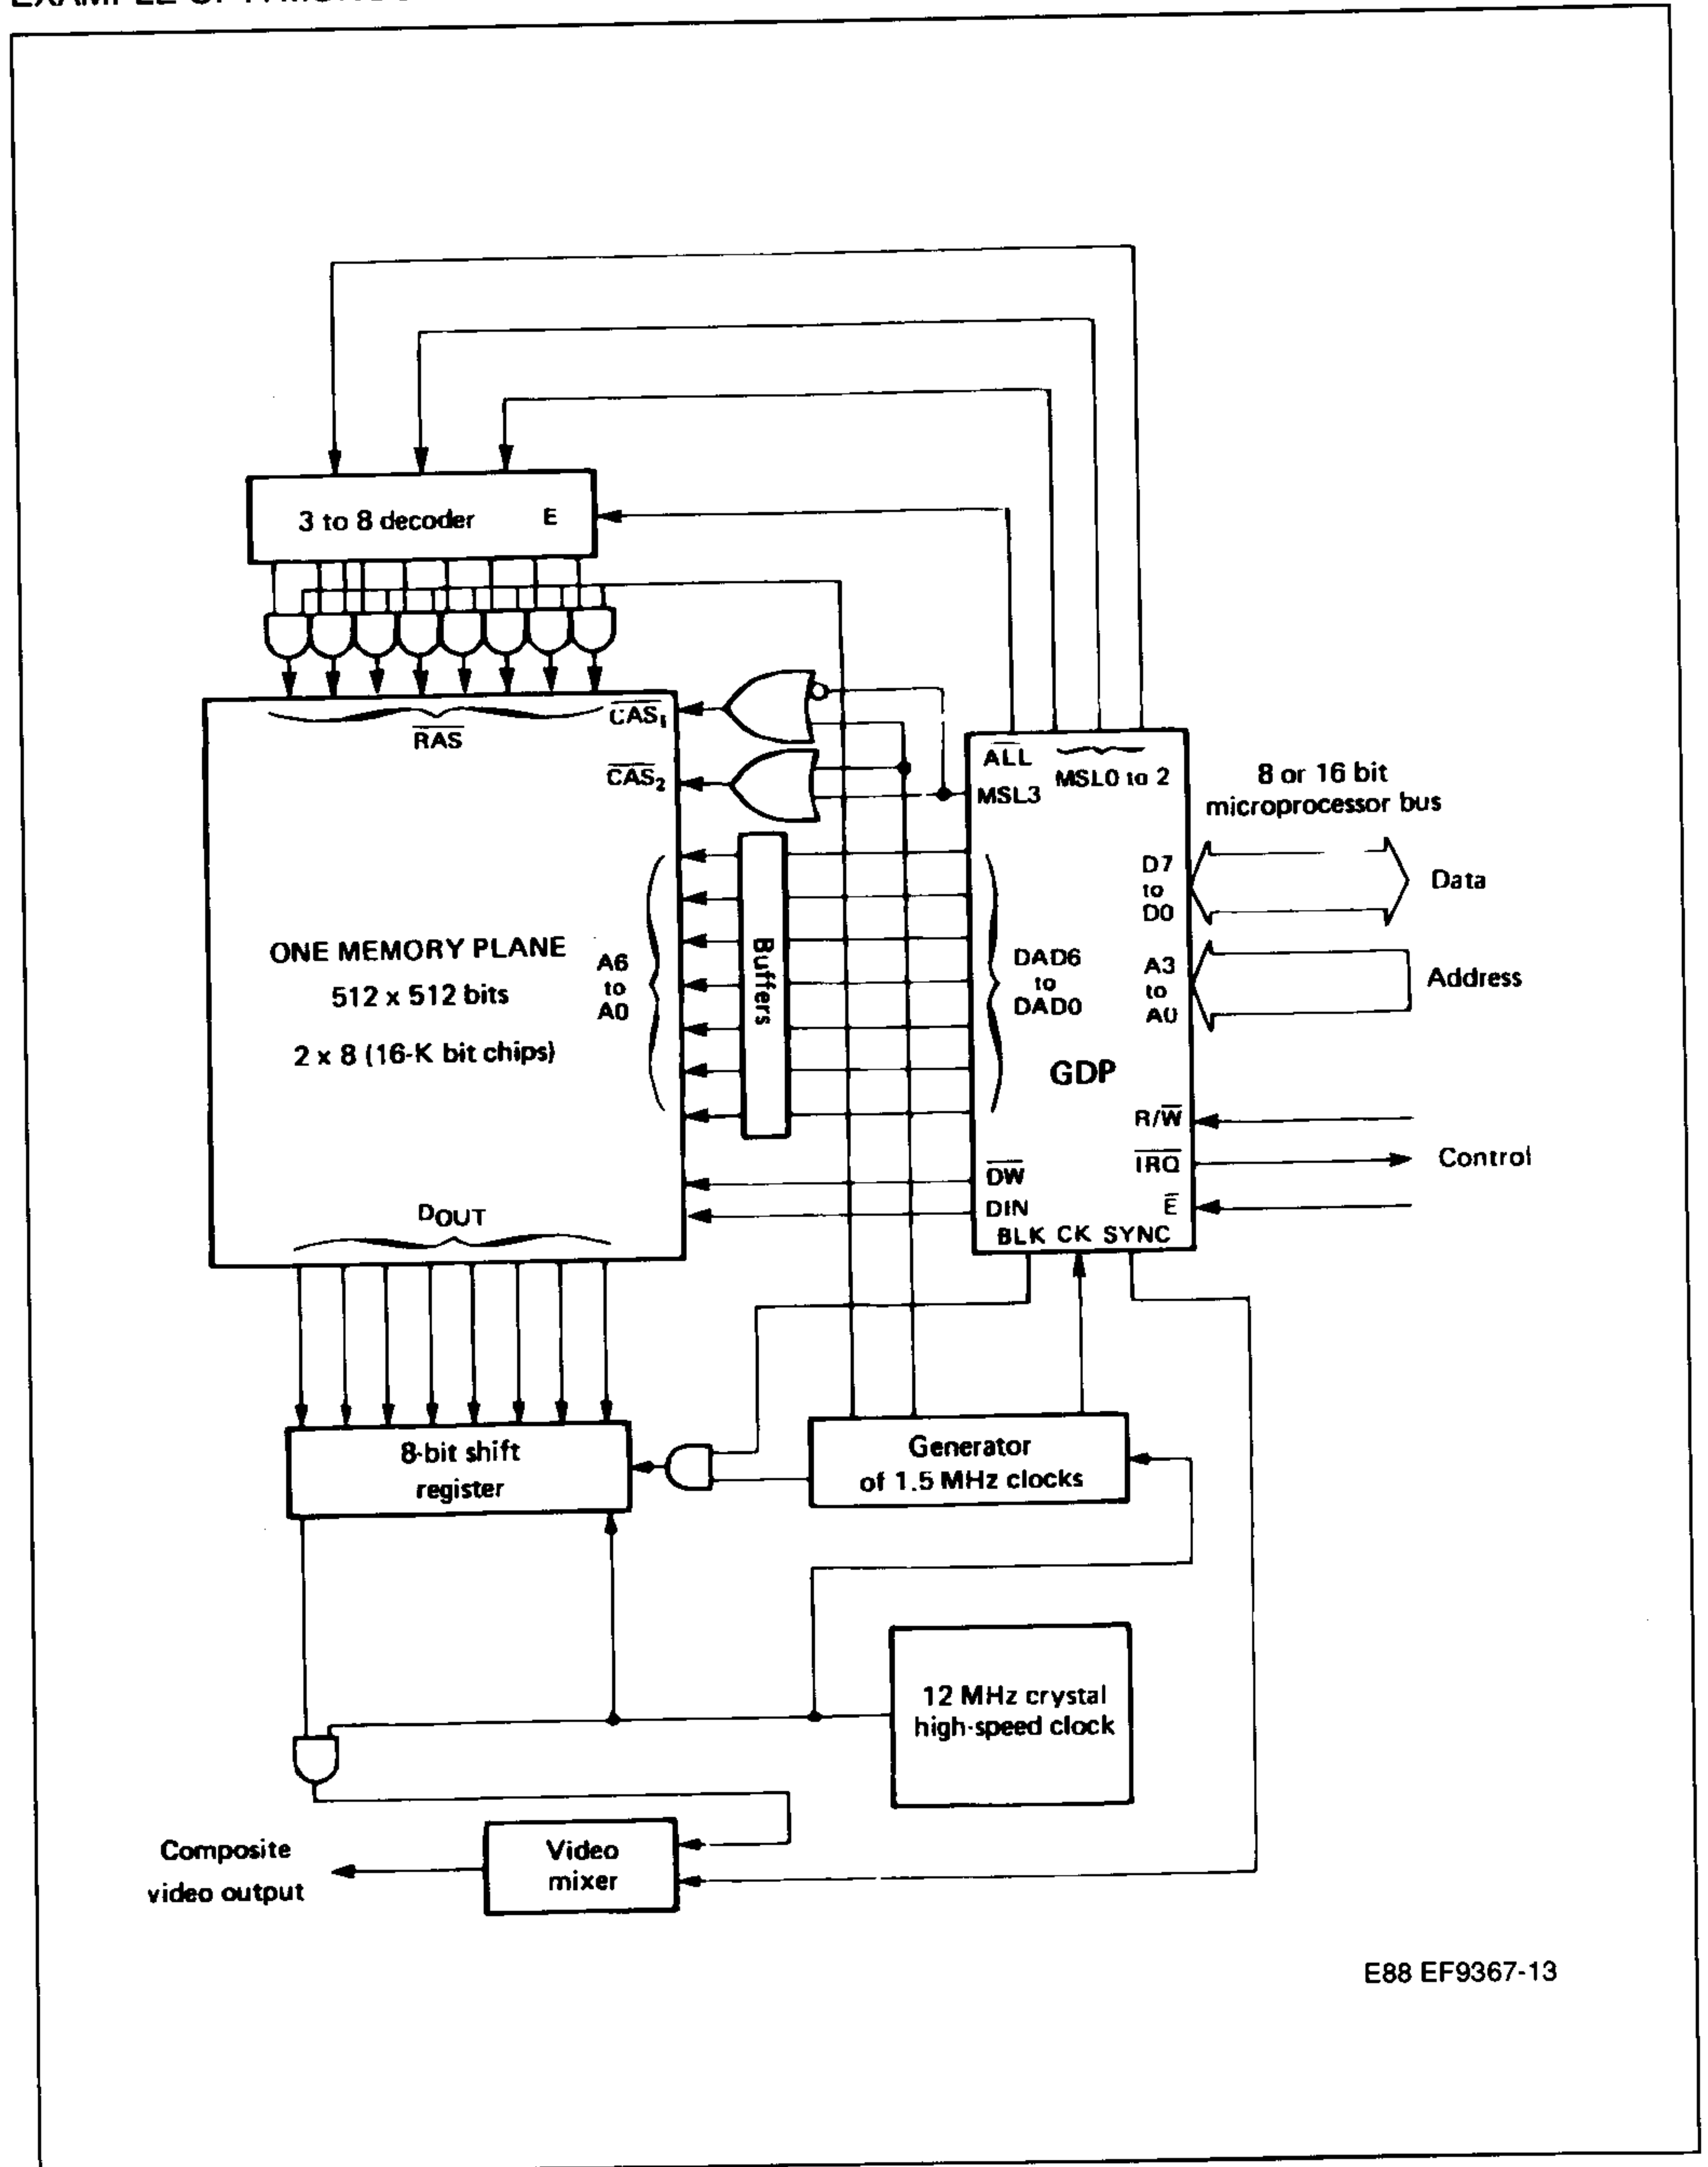 3 to 8 decoder E
RAS
CAS1
CAS2
ALL
MSL0 to 2
MSL3
8 or 16 bit
microprocessor bus
D7
to
D0
Data
ONE MEMORY PLANE
512 x 512 bits
2 x 8 (16-K bit chips)
A6
to
A0
Buffers
DAD6
to
DAD0
A3
to
A0
Address
GDP
R/W
IRQ
Control
E
DW
DIN
BLK CK SYNC
DOUT
8-bit shift
register
Generator
of 1.5 MHz clocks
12 MHz crystal
high-speed clock
Video
mixer
Composite
video output
E88 EF9367-13